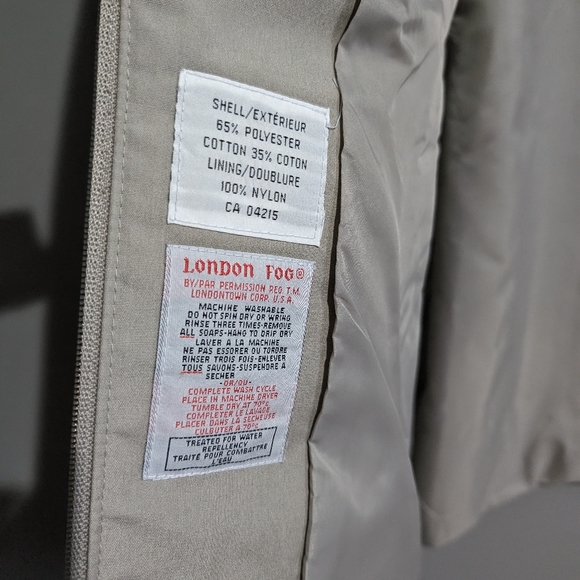 SHELL/EXTÉRIEUR
65% POLYESTER
COTTON 35% COTON
LINING/DOUBLURE
100% NYLON
CA 04215
LONDON FOG®
BY/PAR PERMISSION REG. T.M.
LONDONTOWN CORP. U.S.A.
MACHINE WASHABLE
DO NOT SPIN DRY OR WRING
RINSE THREE TIMES-REMOVE
ALL SOAPS-HANG TO DRIP DRY
LAVER A LA MACHINE
NE PAS ESSORER OU TORDRE
RINSER TROIS FOIS-ENLEVER
TOUS SAVONS-SUSPENDRE A
SECHER
-OR/OU-
COMPLETE WASH CYCLE
PLACE IN MACHINE DRYER
TUMBLE DRY AT 70°C
COMPLETER LE LAVAGE
PLACER DANS LA SECHEUSE
CULBUTER A 70°C
TREATED FOR WATER
REPELLENCY
TRAITÉ POUR COMBATTRE
L'EAU